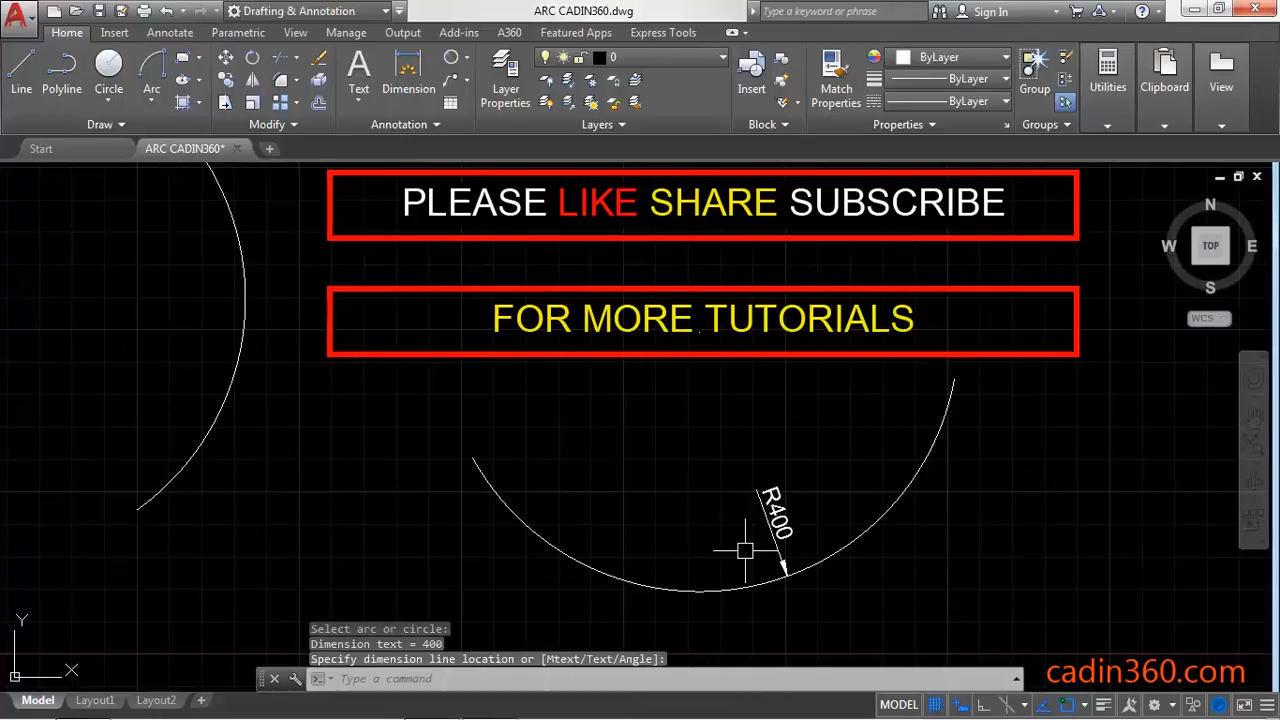 Drafting & Annotation
ARC CADIN360.dwg
Type a keyword or phrase
Sign In
Home
Insert
Annotate
Parametric
View
Manage
Output
Add-ins
A360
Featured Apps
Express Tools
Line
Polyline
Circle
Arc
Text
Dimension
Layer Properties
0
Insert
Match Properties
ByLayer
ByLayer
ByLayer
Group
Utilities
Clipboard
View
Draw
Modify
Annotation
Layers
Block
Properties
Groups
Start
ARC CADIN360*
PLEASE LIKE SHARE SUBSCRIBE
FOR MORE TUTORIALS
N
W
TOP
E
S
WCS
R400
Y
X
Select arc or circle:
Dimension text = 400
Specify dimension line location or [Mtext/Text/Angle]:
Type a command
cadin360.com
Model
Layout1
Layout2
MODEL